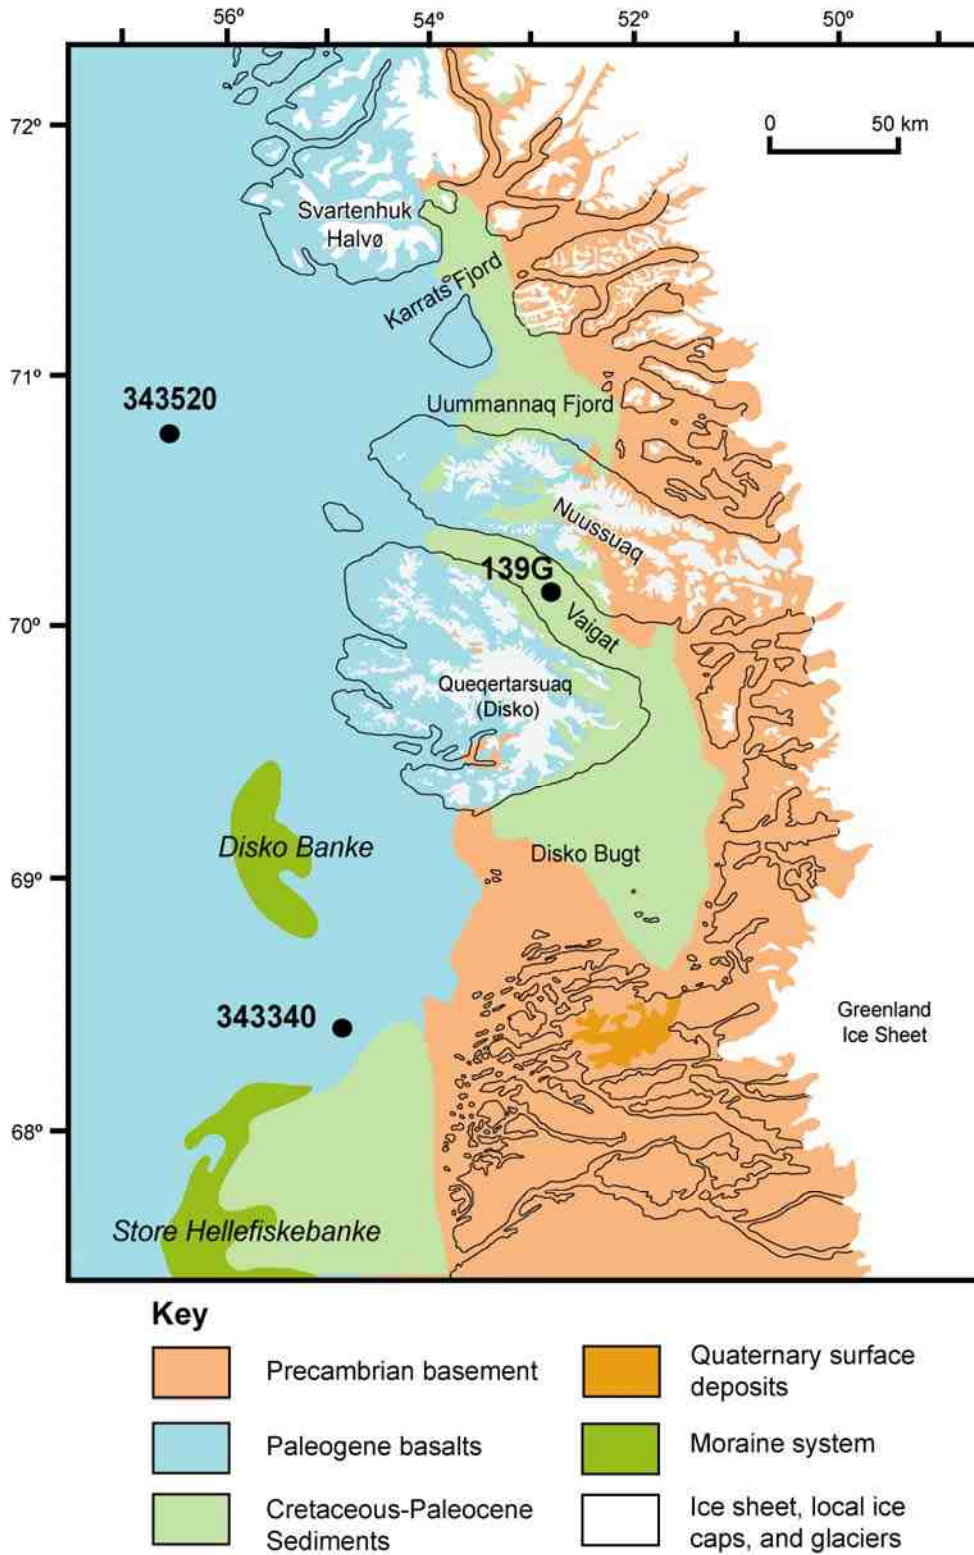 56º 54º 52º 50º
72º
0 50 km
Svartenhuk
Halvø
Karrats Fjord
71º
343520
Uummannaq Fjord
Nuussuaq
139G
Vaigat
70º
Queqertarsuaq
(Disko)
Disko Banke
Disko Bugt
69º
343340
Greenland
Ice Sheet
68º
Store Hellefiskebanke
Key
Precambrian basement
Quaternary surface
deposits
Paleogene basalts
Moraine system
Cretaceous-Paleocene
Sediments
Ice sheet, local ice
caps, and glaciers